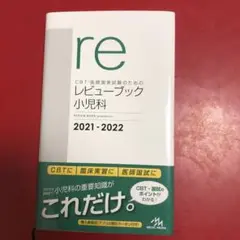 re
CBT・医師国家試験のための
レビューブック
小児科
2021-2022
CBTに 臨床実習に 医師国試に
小児科の重要知識が
これだけ。
CBT・国試の
ポイントが
わかる!
MEDIC MEDIA